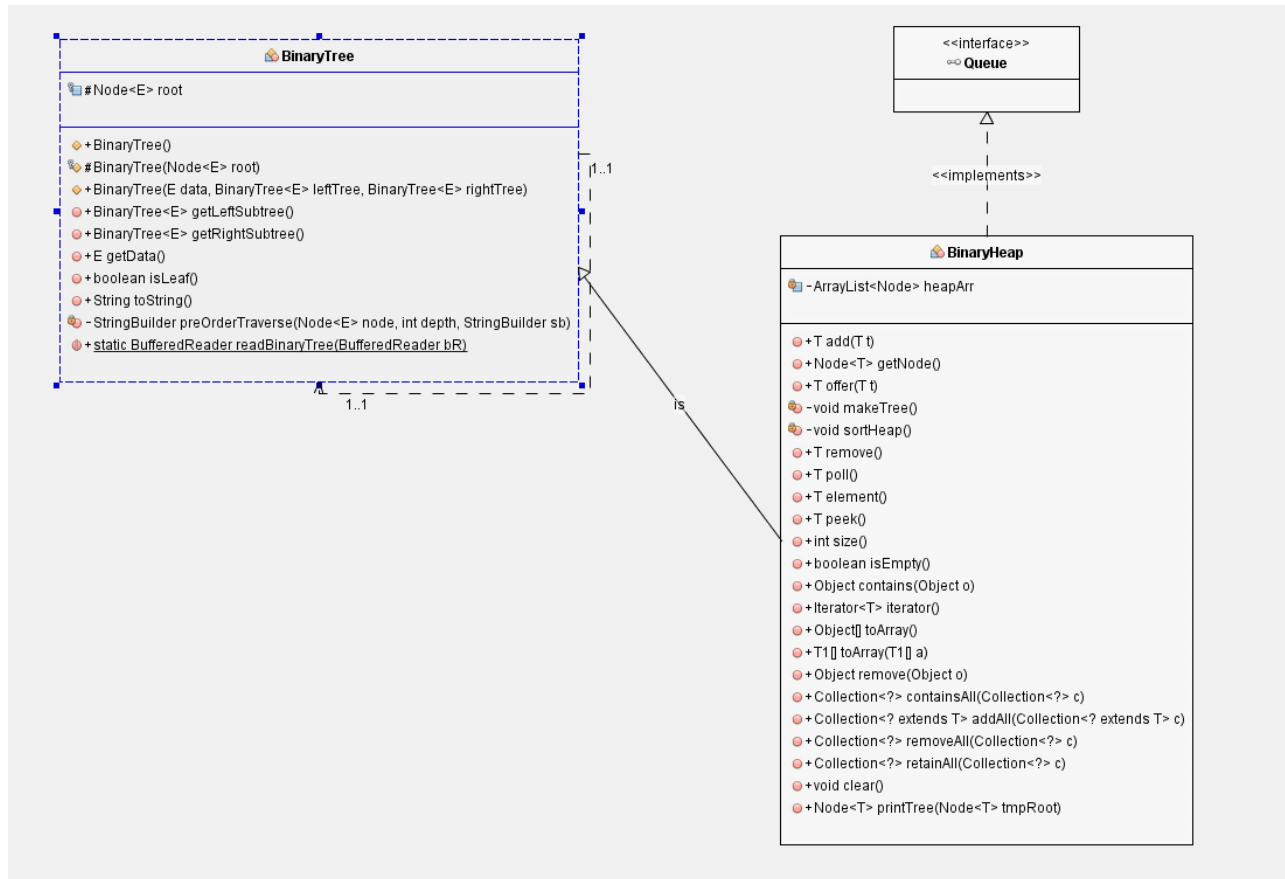 BinaryTree
#Node<E> root
+BinaryTree()
#BinaryTree(Node<E> root)
+BinaryTree(E data, BinaryTree<E> leftTree, BinaryTree<E> rightTree)
+BinaryTree<E> getLeftSubtree()
+BinaryTree<E> getRightSubtree()
+E getData()
+boolean isLeaf()
+String toString()
-StringBuilder preOrderTraverse(Node<E> node, int depth, StringBuilder sb)
+static BufferedReader readBinaryTree(BufferedReader bR)
1..1
1..1
is
<<interface>>
Queue
<<implements>>
BinaryHeap
-ArrayList<Node> heapArr
+T add(T t)
+Node<T> getNode()
+T offer(T t)
-void makeTree()
-void sortHeap()
+T remove()
+T poll()
+T element()
+T peek()
+int size()
+boolean isEmpty()
+Object contains(Object o)
+Iterator<T> iterator()
+Object[] toArray()
+T1[] toArray(T1[] a)
+Object remove(Object o)
+Collection<?> containsAll(Collection<?> c)
+Collection<? extends T> addAll(Collection<? extends T> c)
+Collection<?> removeAll(Collection<?> c)
+Collection<?> retainAll(Collection<?> c)
+void clear()
+Node<T> printTree(Node<T> tmpRoot)